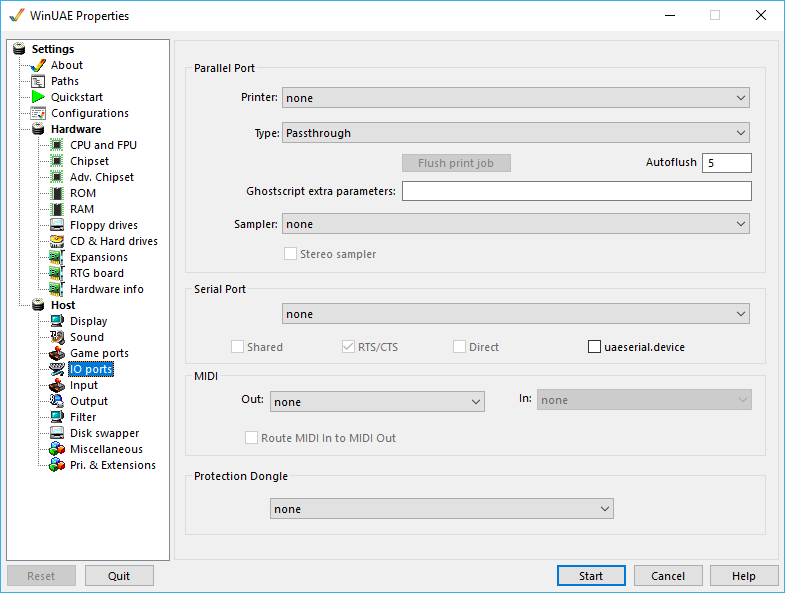 WinUAE Properties
Settings
About
Paths
Quickstart
Configurations
Hardware
CPU and FPU
Chipset
Adv. Chipset
ROM
RAM
Floppy drives
CD & Hard drives
Expansions
RTG board
Hardware info
Host
Display
Sound
Game ports
IO ports
Input
Output
Filter
Disk swapper
Miscellaneous
Pri. & Extensions
Parallel Port
Printer: none
Type: Passthrough
Flush print job Autoflush 5
Ghostscript extra parameters:
Sampler: none
Stereo sampler
Serial Port
none
Shared RTS/CTS Direct uaeserial.device
MIDI
Out: none In: none
Route MIDI In to MIDI Out
Protection Dongle
none
Reset Quit Start Cancel Help